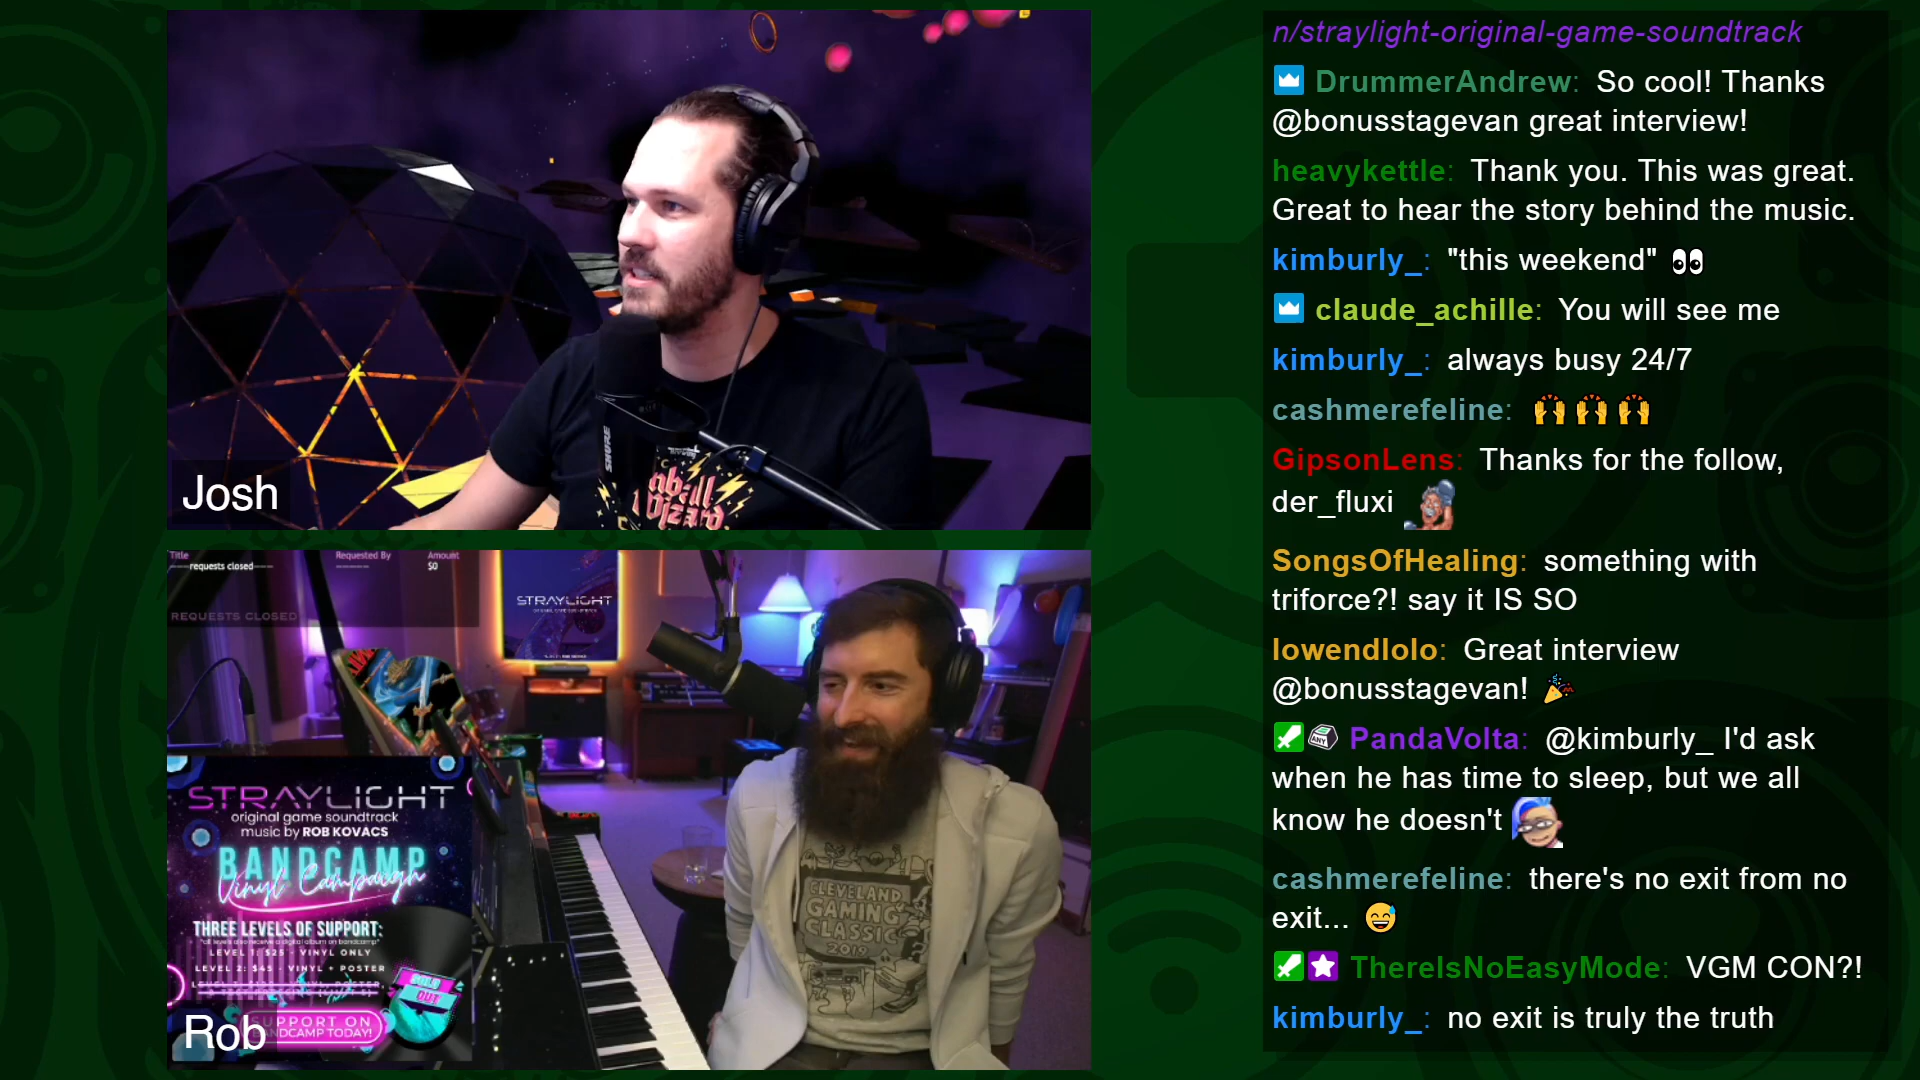 n/straylight-original-game-soundtrack
DrummerAndrew: So cool! Thanks
@bonusstagevan great interview!
heavykettle: Thank you. This was great.
Great to hear the story behind the music.
kimburly_: "this weekend" 👀
claude_achille: You will see me
kimburly_: always busy 24/7
cashmerefeline: 🙌 🙌 🙌
GipsonLens: Thanks for the follow,
der_fluxi
SongsOfHealing: something with
triforce?! say it IS SO
lowendlolo: Great interview
@bonusstagevan! 🎉
PandaVolta: @kimburly_ I'd ask
when he has time to sleep, but we all
know he doesn't
cashmerefeline: there's no exit from no
exit... 😅
ThereIsNoEasyMode: VGM CON?!
kimburly_: no exit is truly the truth
SHURE
Josh
Title Requested By Amount
requests closed $0
REQUESTS CLOSED
STRAYLIGHT
STRAYLIGHT
original game soundtrack
music by ROB KOVACS
BANDCAMP
Vinyl Campaign
THREE LEVELS OF SUPPORT:
LEVEL 1: $25 - VINYL ONLY
LEVEL 2: $45 - VINYL + POSTER
SOLD
OUT
SUPPORT ON
BANDCAMP TODAY!
Rob
CLEVELAND
GAMING
CLASSIC
2019
ANY